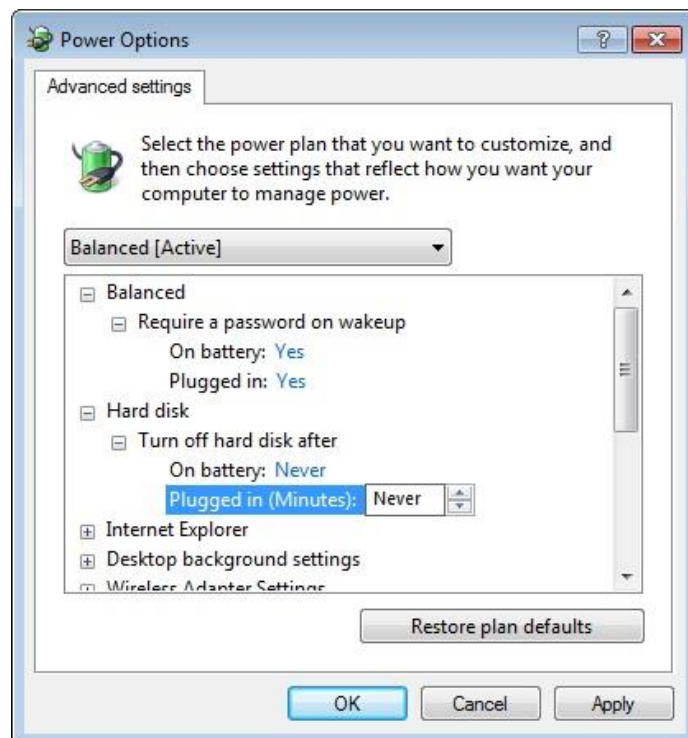 Power Options
Advanced settings
Select the power plan that you want to customize, and
then choose settings that reflect how you want your
computer to manage power.
Balanced [Active]
Balanced
Require a password on wakeup
On battery: Yes
Plugged in: Yes
Hard disk
Turn off hard disk after
On battery: Never
Plugged in (Minutes): Never
Internet Explorer
Desktop background settings
Wireless Adapter Settings
Restore plan defaults
OK Cancel Apply